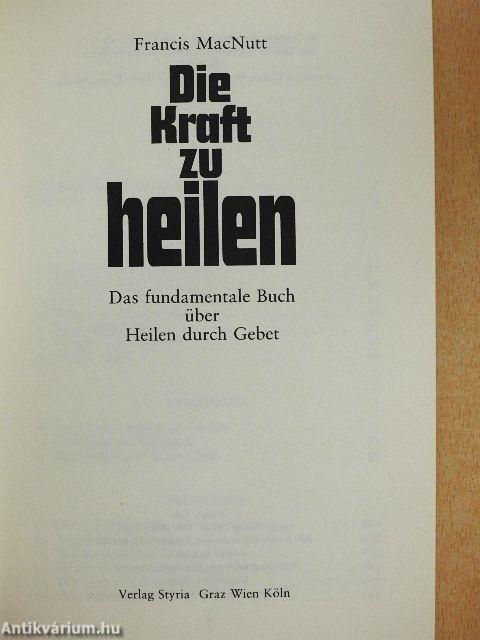 Francis MacNutt
Die
Kraft
zu
heilen
Das fundamentale Buch
über
Heilen durch Gebet
Verlag Styria Graz Wien Köln
Antikvárium.hu